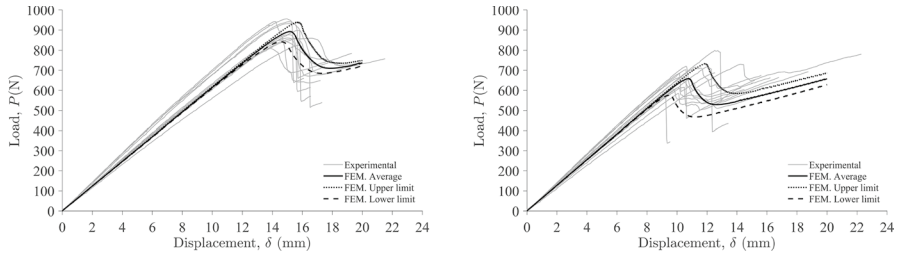 1000
900
800
700
600
500
400
300
200
100
0
Load, P (N)
Experimental
FEM. Average
FEM. Upper limit
FEM. Lower limit
0 2 4 6 8 10 12 14 16 18 20 22 24
Displacement, δ (mm)
1000
900
800
700
600
500
400
300
200
100
0
Load, P (N)
Experimental
FEM. Average
FEM. Upper limit
FEM. Lower limit
0 2 4 6 8 10 12 14 16 18 20 22 24
Displacement, δ (mm)